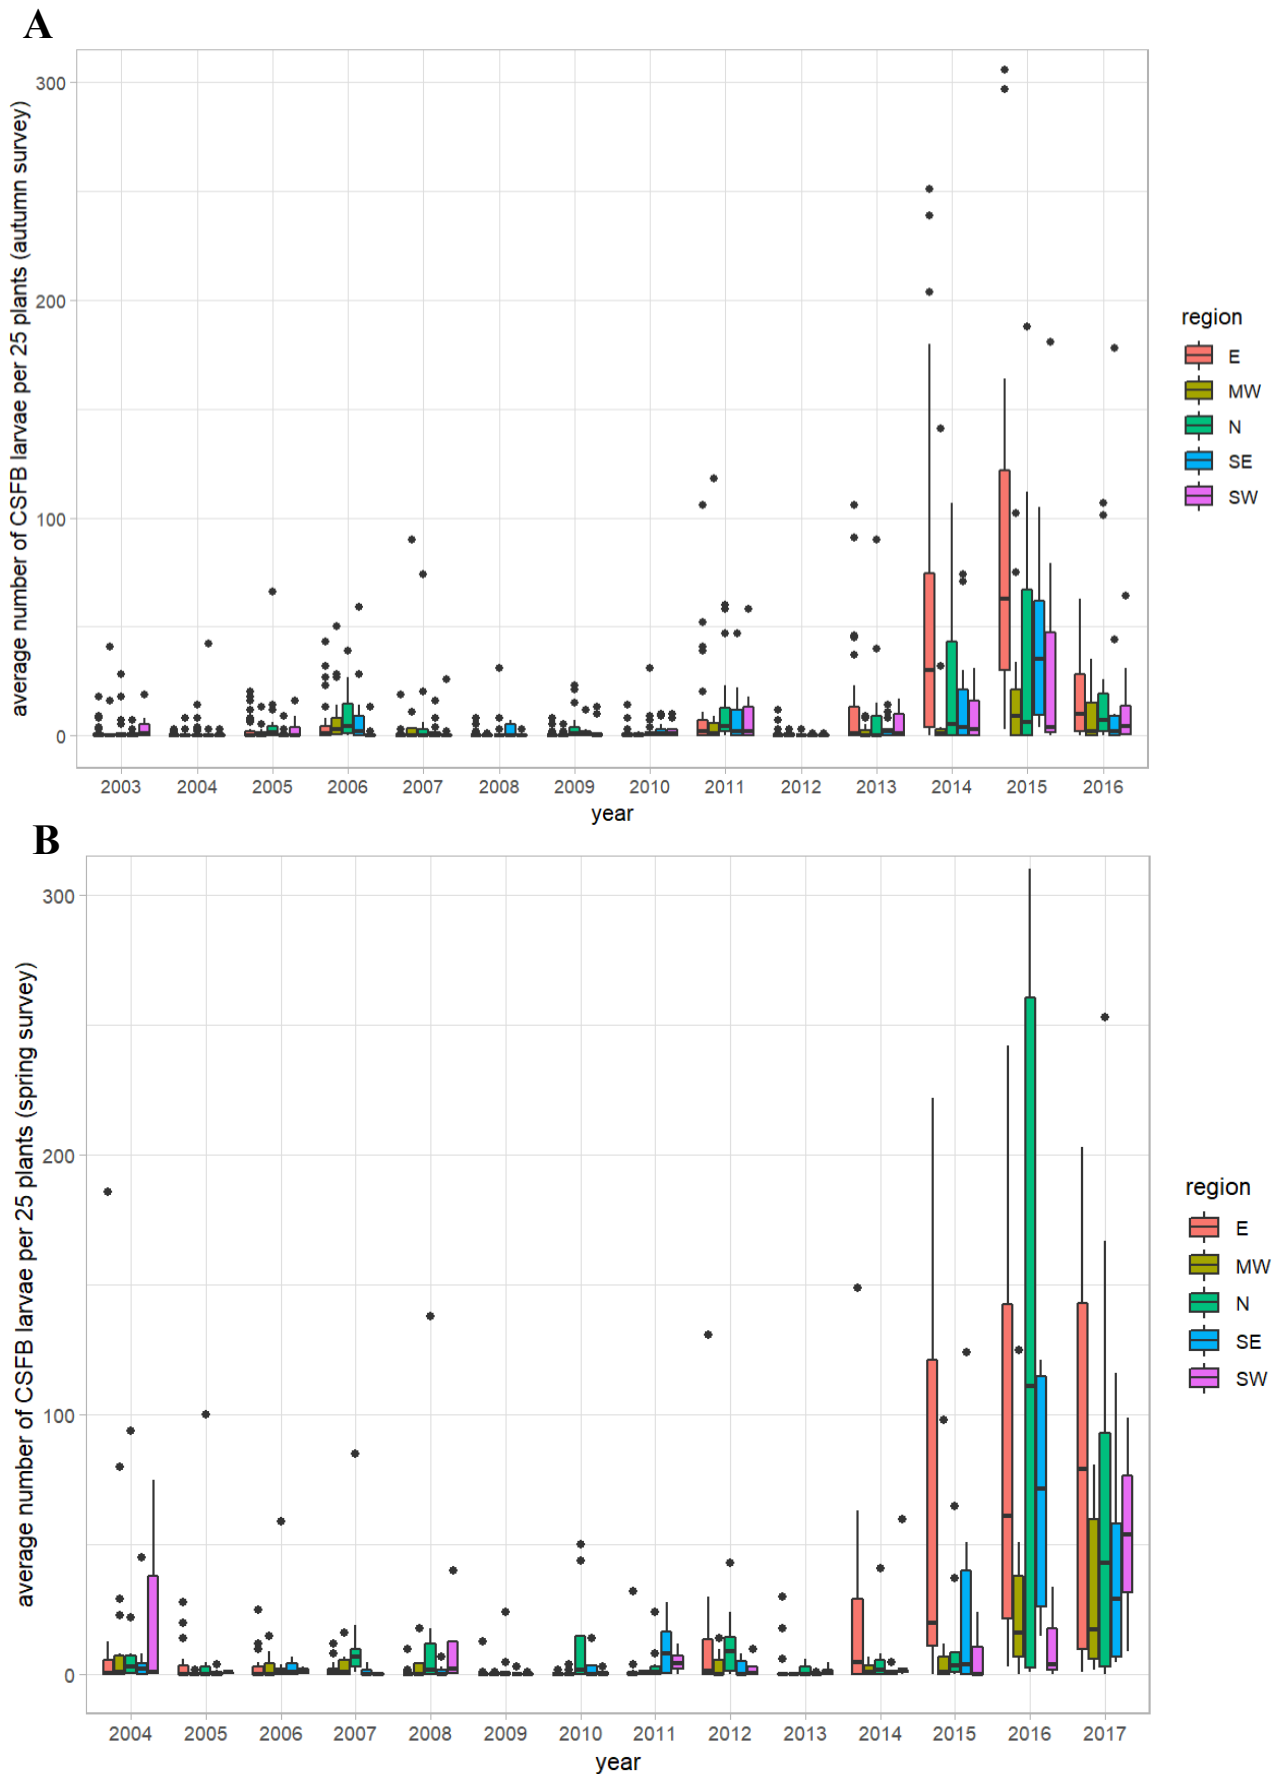 A
average number of CSFB larvae per 25 plants (autumn survey)
300
200
100
0
2003 2004 2005 2006 2007 2008 2009 2010 2011 2012 2013 2014 2015 2016
year
region
E
MW
N
SE
SW
B
average number of CSFB larvae per 25 plants (spring survey)
300
200
100
0
2004 2005 2006 2007 2008 2009 2010 2011 2012 2013 2014 2015 2016 2017
year
region
E
MW
N
SE
SW